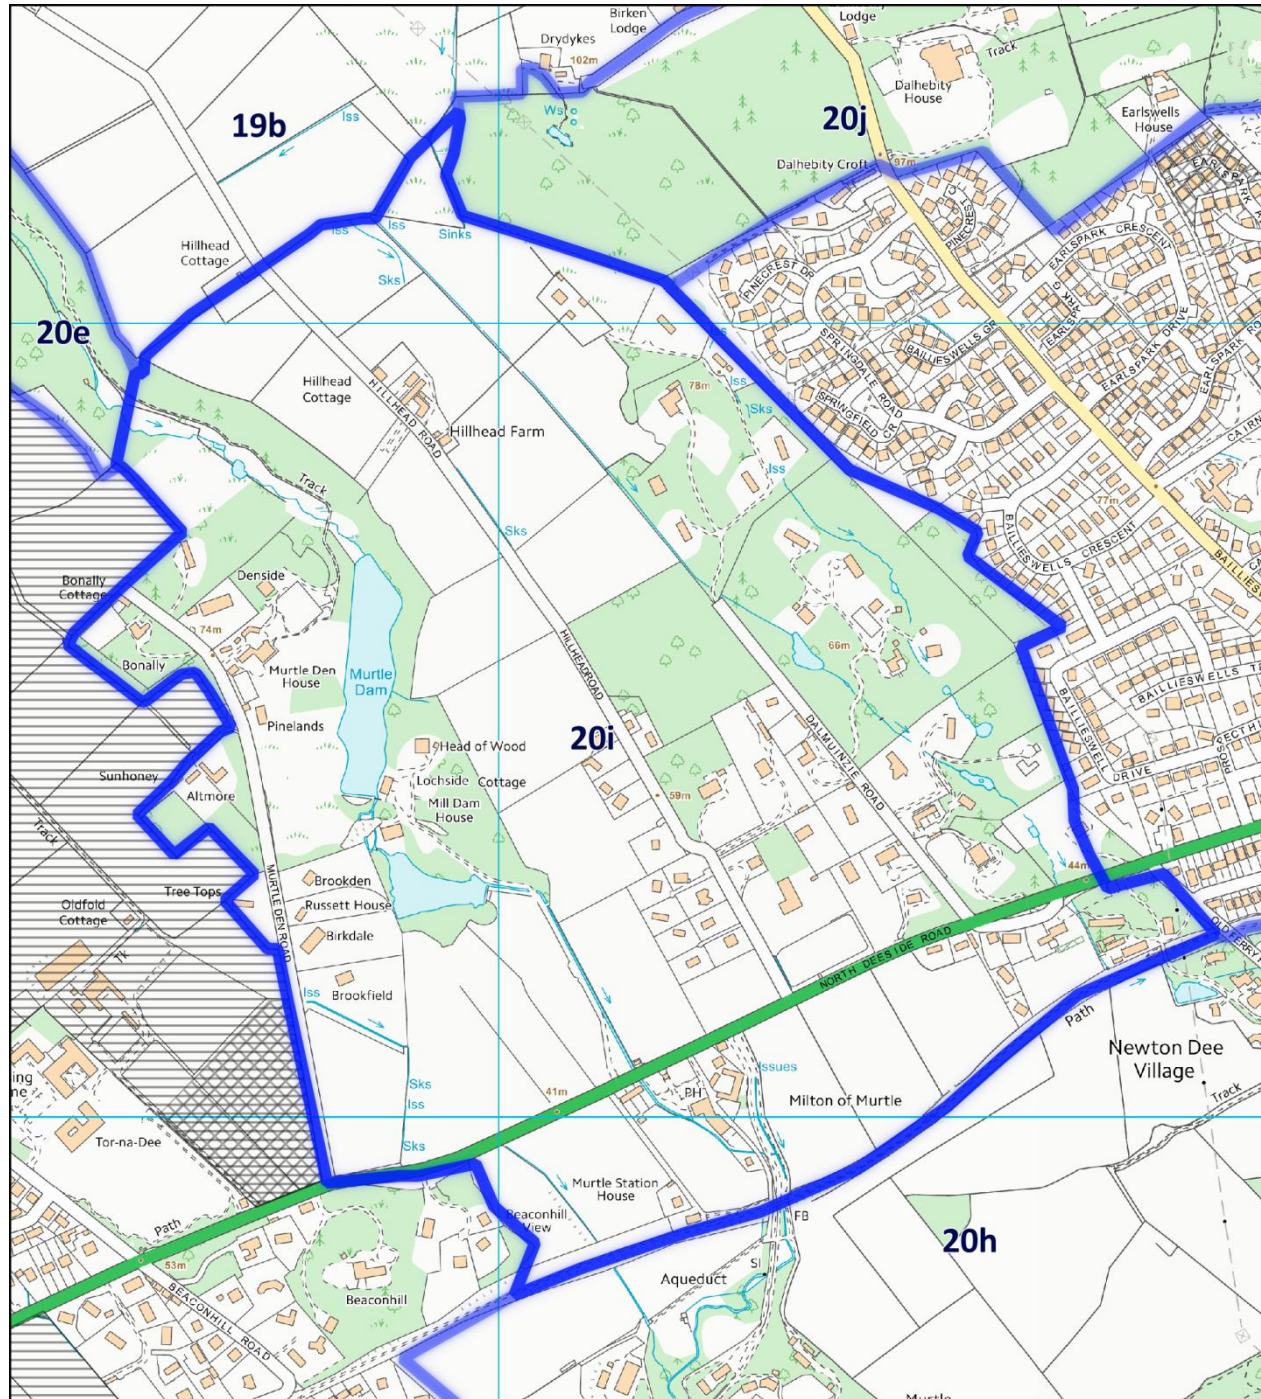 Birken
Lodge
Lodge
Drydykes
102m
Track
Dalhebity
House
Earlswells
House
Iss
19b
Ws
20j
97m
Dalhebity Croft
EARLSPARK CRESCENT
PINECREST
Iss
Iss
Sinks
Hillhead
Cottage
Sks
PINECREST DR
BAILLIESWELLS GR
EARLSPARK DRIVE
SPRINGDALE ROAD
20e
Iss
Hillhead
Cottage
HILLHEAD ROAD
78m
Iss
Sks
SPRINGFIELD
CR
Hillhead Farm
Iss
Track
Sks
77m
BAILLIESWELLS CRESCENT
Bonally
Cottage
Denside
74m
Bonally
Murtle Den
House
Murtle
Dam
HILLHEAD ROAD
66m
Pinelands
20i
DALMUINZIE ROAD
BAILLIESWELL
DRIVE
Head of Wood
Sunhoney
Altmore
Lochside Cottage
Mill Dam
House
59m
Track
MURTLE DEN ROAD
Tree Tops
Brookden
Russett House
44m
Oldfold
Cottage
Birkdale
NORTH DEESIDE ROAD
Tk
Iss
Brookfield
Path
Newton Dee
Village
Issues
Sks
41m
BH
Iss
Milton of Murtle
Track
Tor-na-Dee
Sks
Murtle Station
House
Path
Beaconhill
View
FB
20h
53m
Aqueduct
Sl
Beaconhill
BEACONHILL ROAD